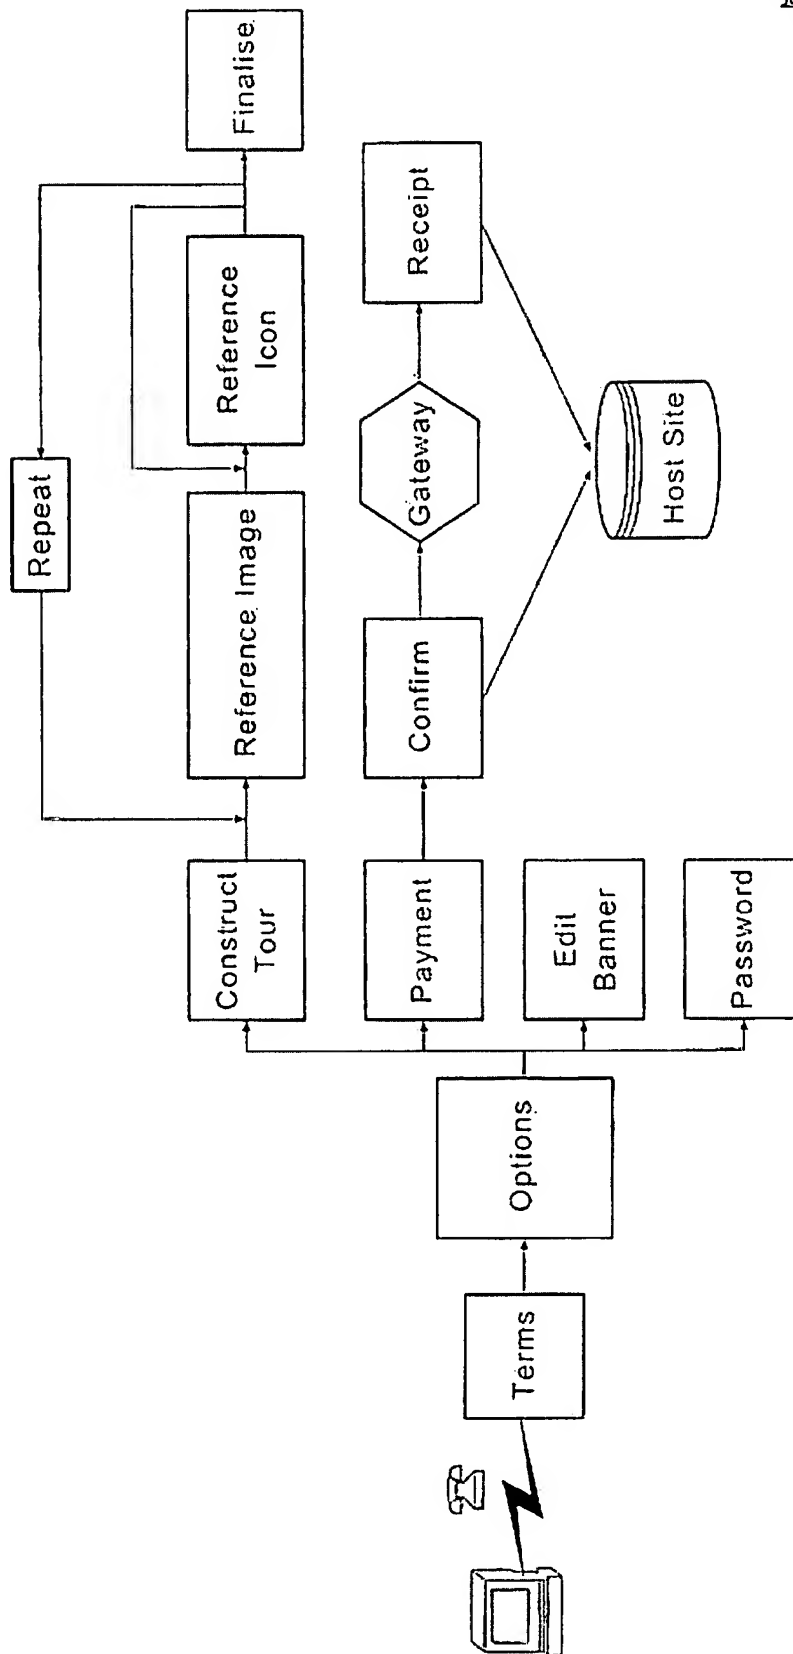 Repeat
Construct
Tour
Reference Image
Reference
Icon
Finalise
Payment
Confirm
Gateway
Receipt
Edit
Banner
Password
Host Site
Options
Terms